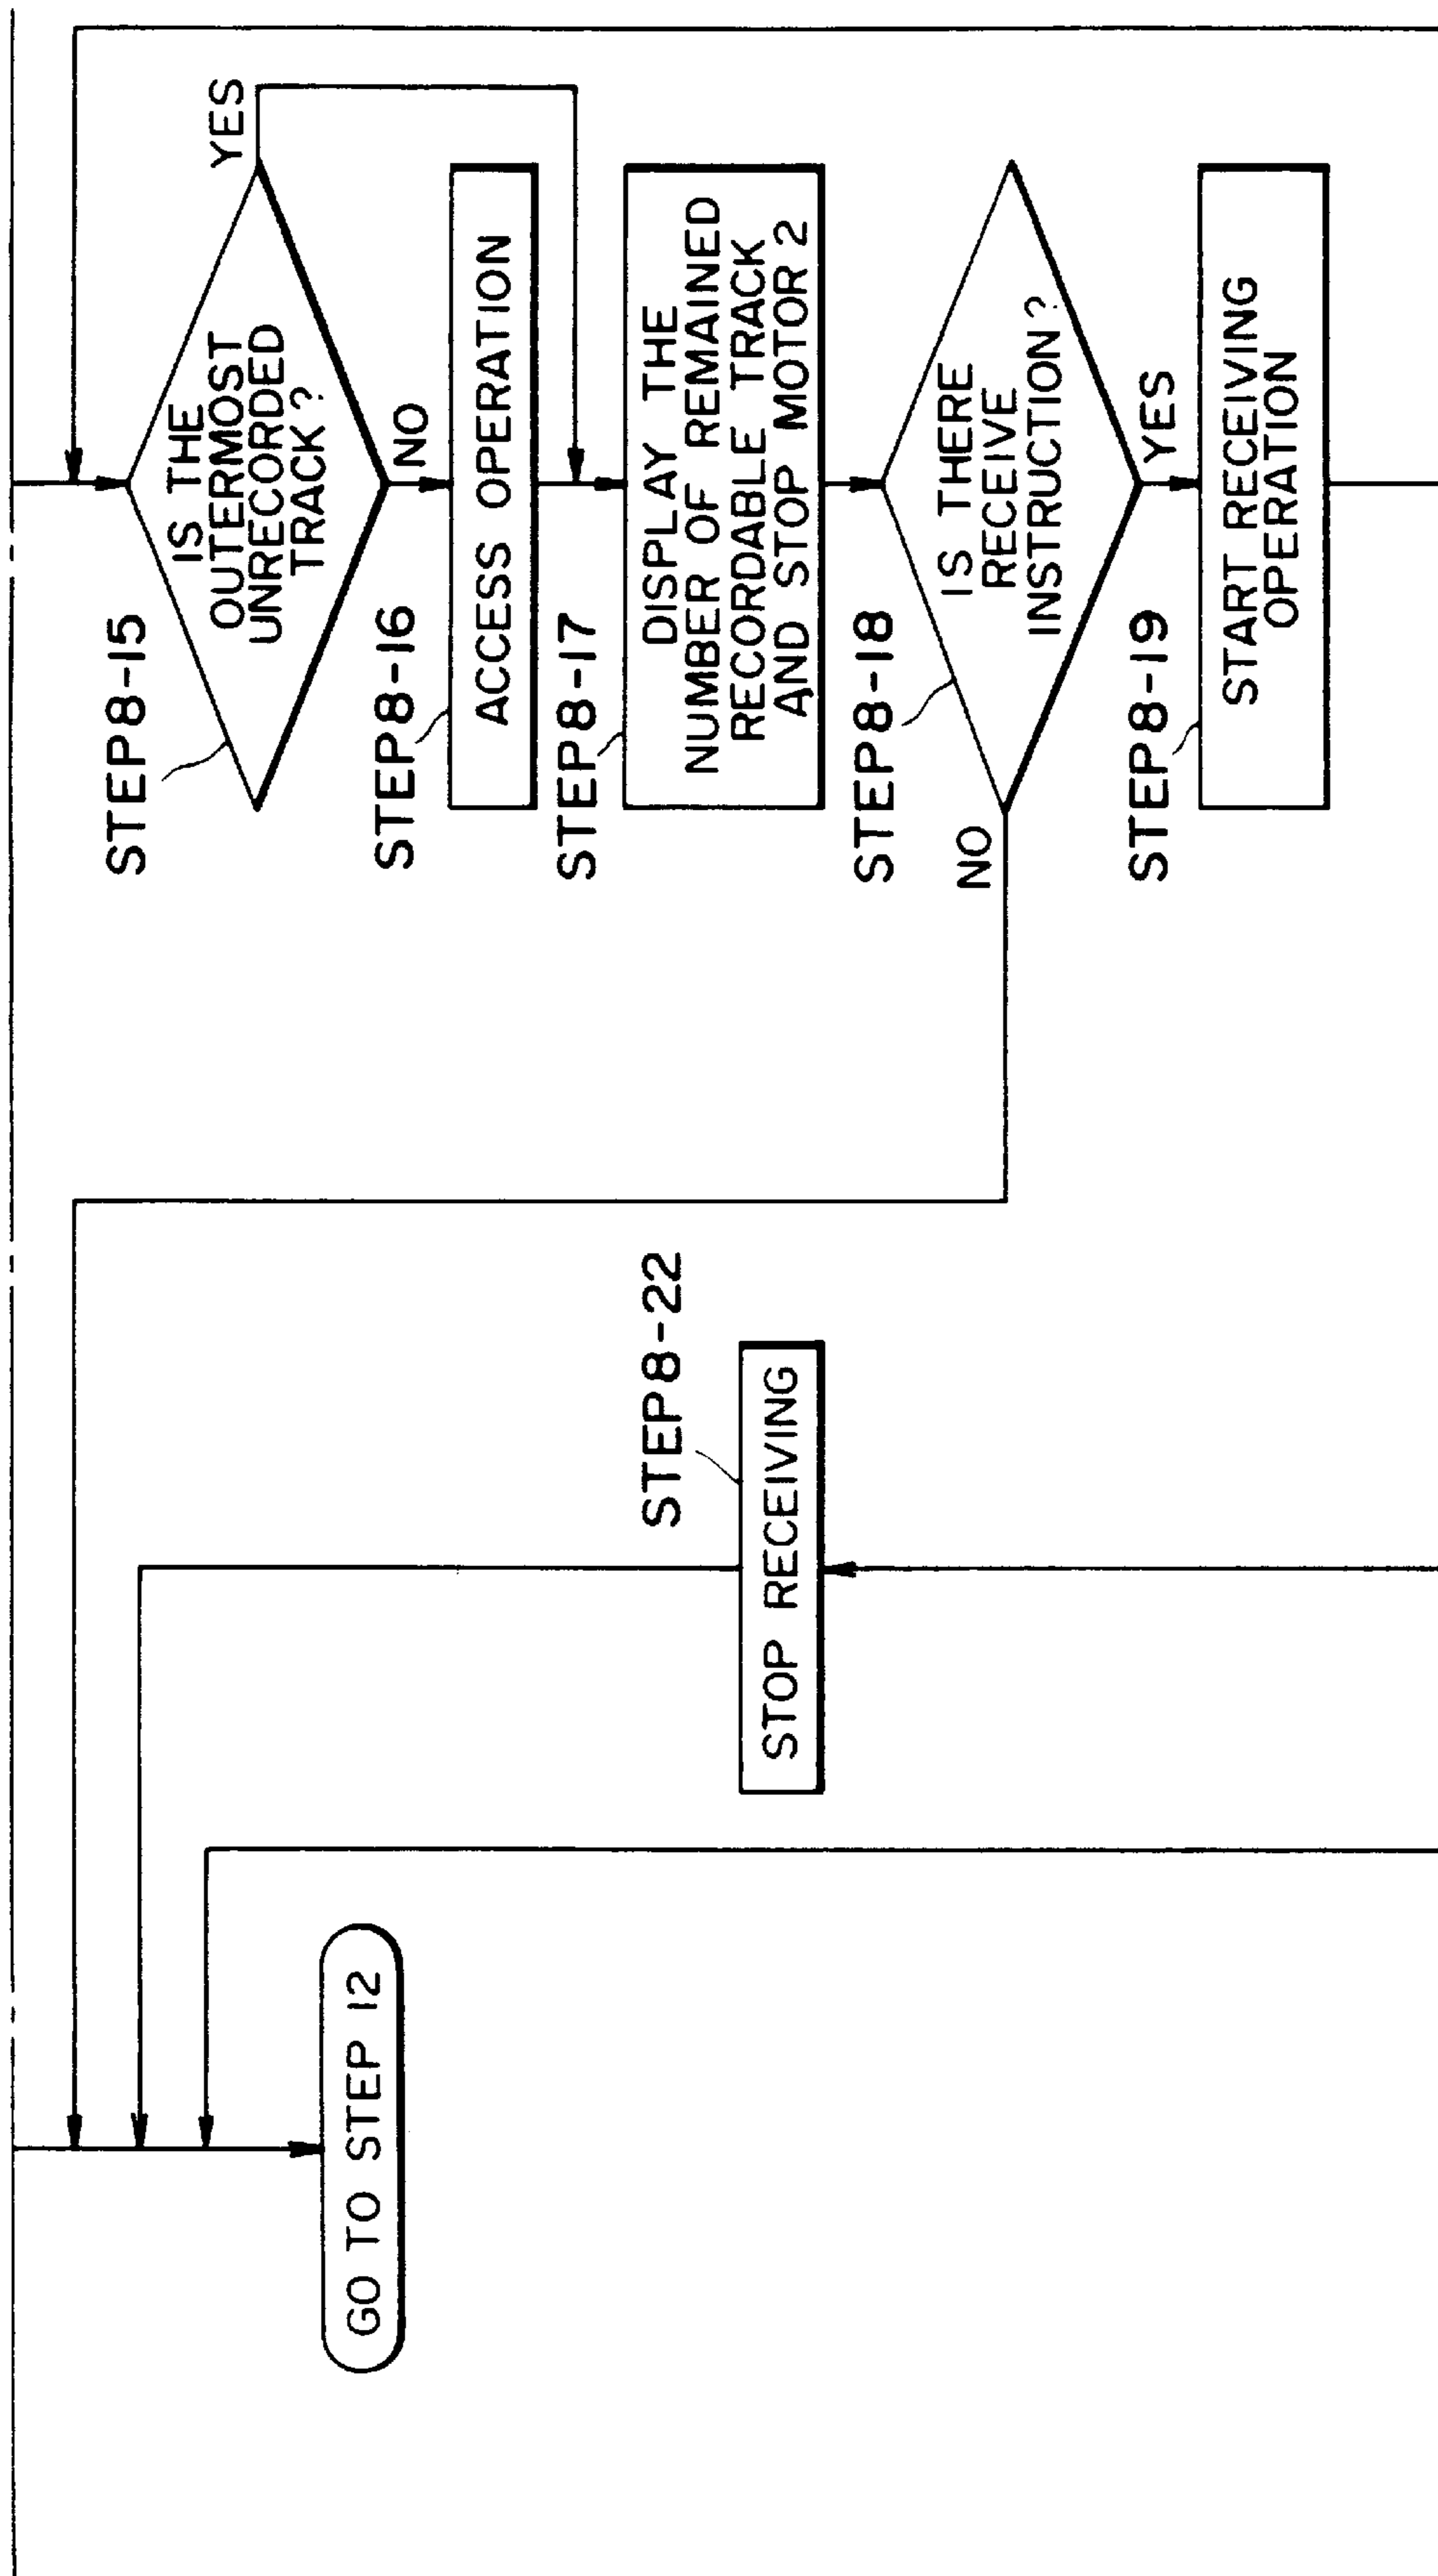 STEP8-15
IS THE
OUTERMOST
UNRECORDED
TRACK?
YES
NO
STEP8-16
ACCESS OPERATION
STEP8-17
DISPLAY THE
NUMBER OF REMAINED
RECORDABLE TRACK
AND STOP MOTOR 2
STEP8-18
IS THERE
RECEIVE
INSTRUCTION?
NO
YES
STEP8-19
START RECEIVING
OPERATION
STEP8-22
STOP RECEIVING
GO TO STEP 12